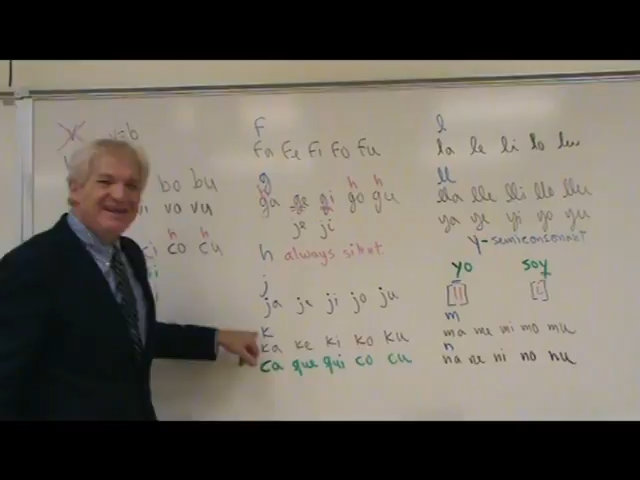 v=b
bo bu
vo vu
h h
ci co cu
F
Fa Fe Fi Fo Fu
g
h h h
ga ge gi go gu
je ji
h always silent
j
ja je ji jo ju
K
Ka Ke Ki Ko Ku
ca que qui co cu
l
la le li lo lu
ll
lla lle lli llo llu
ya ye yi yo yu
y-semiconsonant
yo soy
m
ma me mi mo mu
n
na ne ni no nu